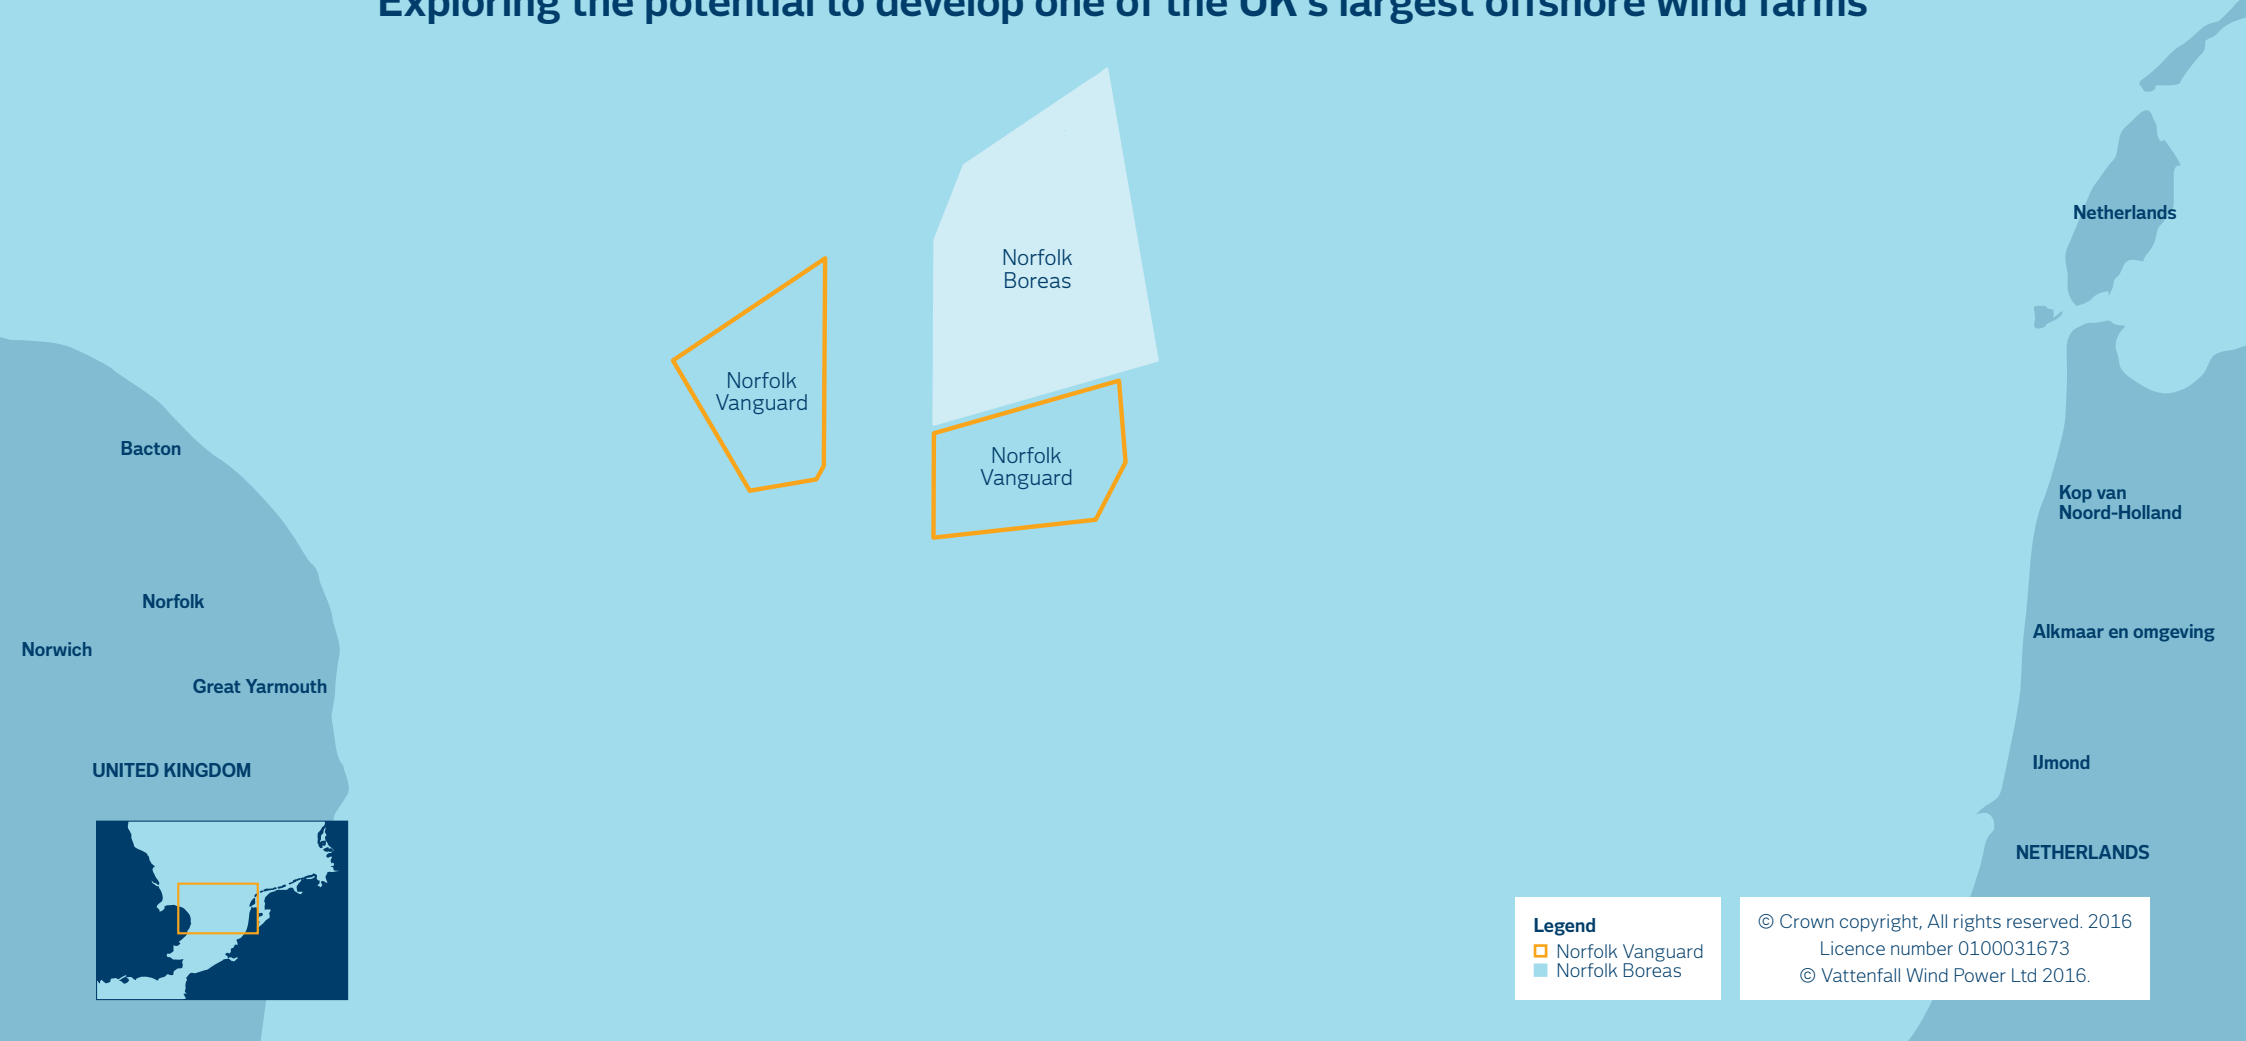 Exploring the potential to develop one of the UK's largest offshore wind farms
Netherlands
Norfolk
Boreas
Norfolk
Vanguard
Bacton
Norfolk
Vanguard
Kop van
Noord-Holland
Norfolk
Alkmaar en omgeving
Norwich
Great Yarmouth
IJmond
UNITED KINGDOM
NETHERLANDS
Legend
Norfolk Vanguard
Norfolk Boreas
© Crown copyright, All rights reserved. 2016
Licence number 0100031673
© Vattenfall Wind Power Ltd 2016.